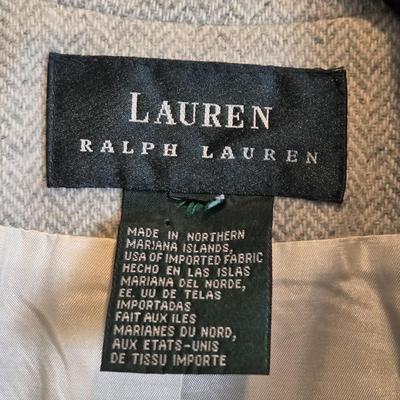 LAUREN
RALPH LAUREN
MADE IN NORTHERN
MARIANA ISLANDS,
USA OF IMPORTED FABRIC
HECHO EN LAS ISLAS
MARIANA DEL NORDE,
EE. UU DE TELAS
IMPORTADAS
FAIT AUX ILES
MARIANES DU NORD,
AUX ETATS-UNIS
DE TISSU IMPORTE